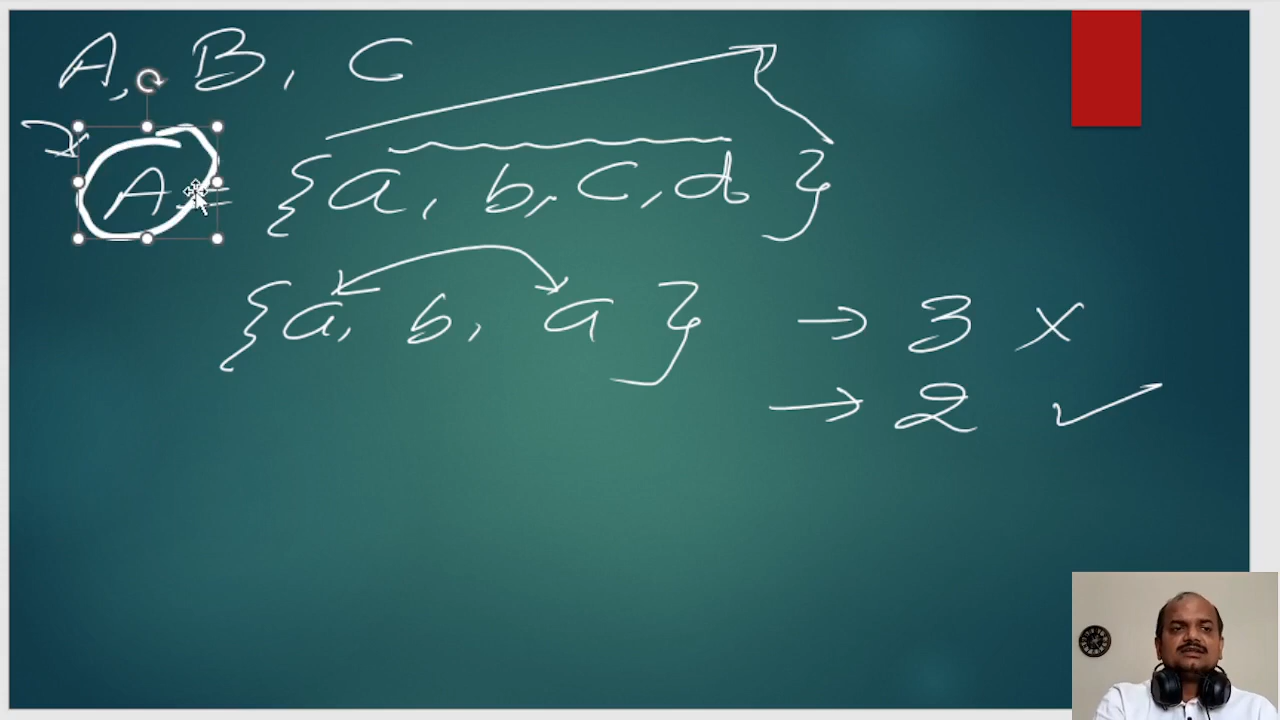 A, B, C
A = {a, b, c, d}
{a, b, a} → 3 ×
→ 2 ✓